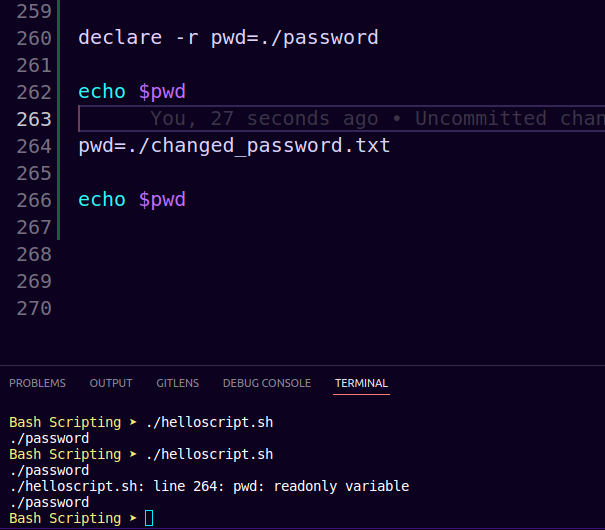 259
260 declare -r pwd=./password
261
262 echo $pwd
263 You, 27 seconds ago • Uncommitted chan
264 pwd=./changed_password.txt
265
266 echo $pwd
267
268
269
270
PROBLEMS OUTPUT GITLENS DEBUG CONSOLE TERMINAL
Bash Scripting ➤ ./helloscript.sh
./password
Bash Scripting ➤ ./helloscript.sh
./password
./helloscript.sh: line 264: pwd: readonly variable
./password
Bash Scripting ➤